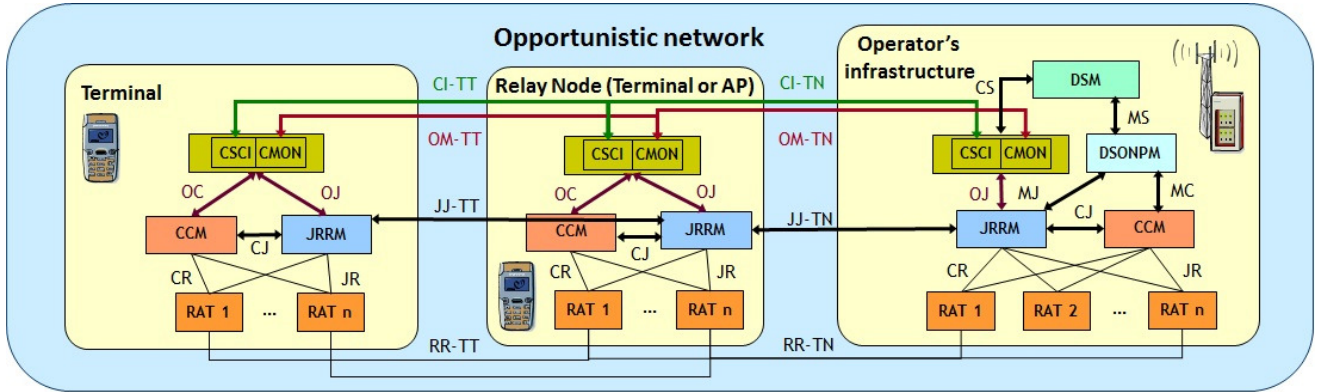 Opportunistic network
Terminal
CI-TT
CSCI
CMON
OM-TT
OC
OJ
JJ-TT
CCM
CJ
JRRM
CR
JR
RAT 1
...
RAT n
RR-TT
Relay Node (Terminal or AP)
CI-TN
CSCI
CMON
OM-TN
OC
OJ
JJ-TN
CCM
CJ
JRRM
CR
JR
RAT 1
...
RAT n
RR-TN
Operator's
infrastructure
CS
DSM
MS
CSCI
CMON
DSONPM
OJ
MJ
MC
JRRM
CJ
CCM
CR
JR
RAT 1
RAT 2
...
RAT n